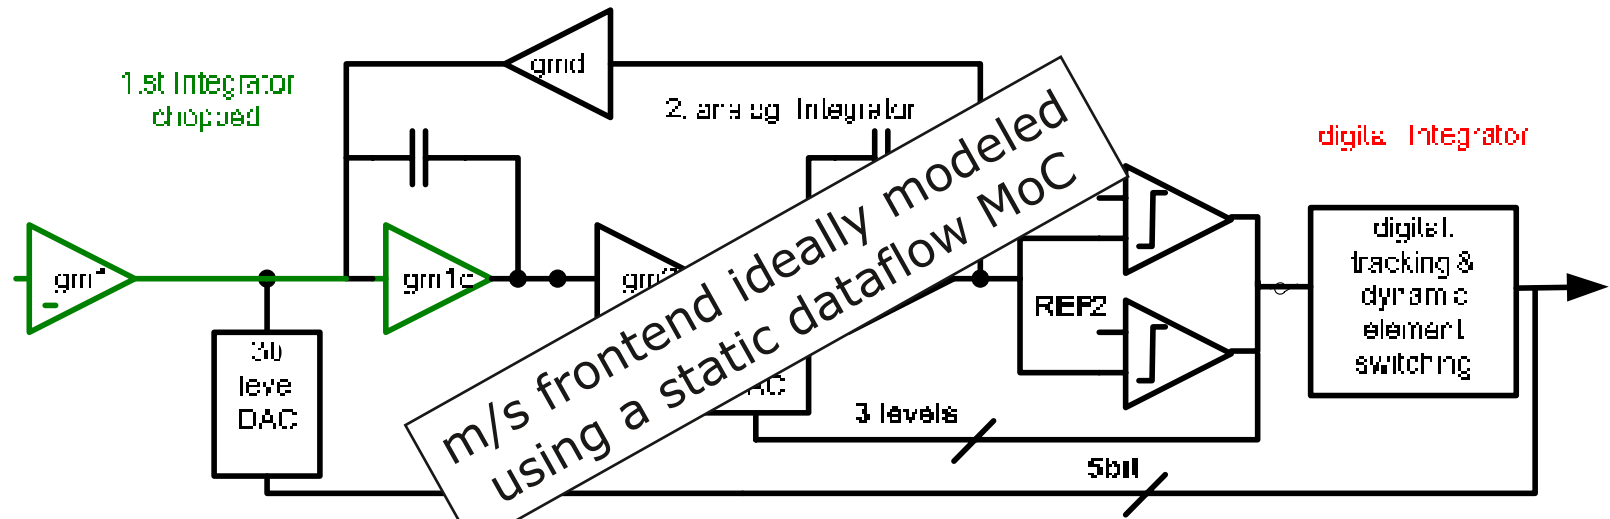 gmd
1.st Integrator
chopped
2. analog Integrator
digital Integrator
m/s frontend ideally modeled
using a static dataflow MoC
gm1
gm1c
REF2
digital.
tracking &
dynamic
element
switching
30
level
DAC
3 levels
5bit